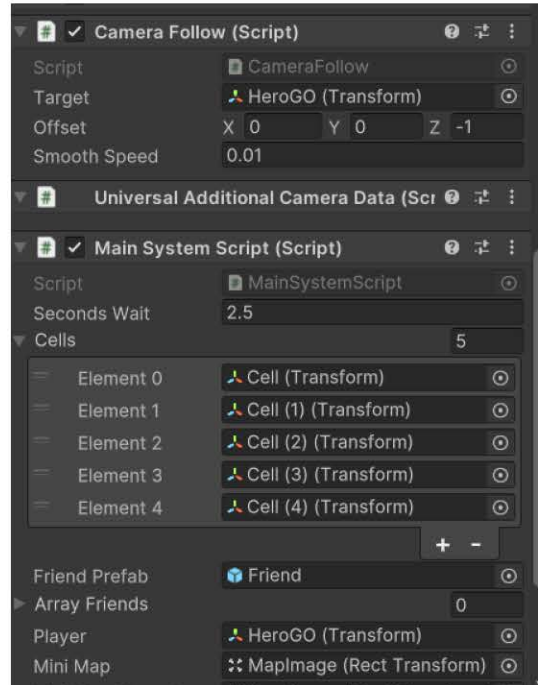 Camera Follow (Script)
Script CameraFollow
Target HeroGO (Transform)
Offset X 0 Y 0 Z -1
Smooth Speed 0.01
Universal Additional Camera Data (Scr
Main System Script (Script)
Script MainSystemScript
Seconds Wait 2.5
Cells 5
Element 0 Cell (Transform)
Element 1 Cell (1) (Transform)
Element 2 Cell (2) (Transform)
Element 3 Cell (3) (Transform)
Element 4 Cell (4) (Transform)
+ -
Friend Prefab Friend
Array Friends 0
Player HeroGO (Transform)
Mini Map MapImage (Rect Transform)